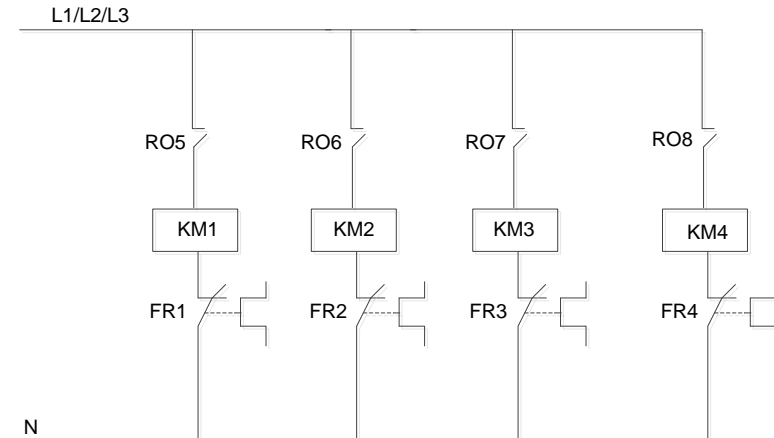 L1/L2/L3
RO5 RO6 RO7 RO8
KM1 KM2 KM3 KM4
FR1 FR2 FR3 FR4
N